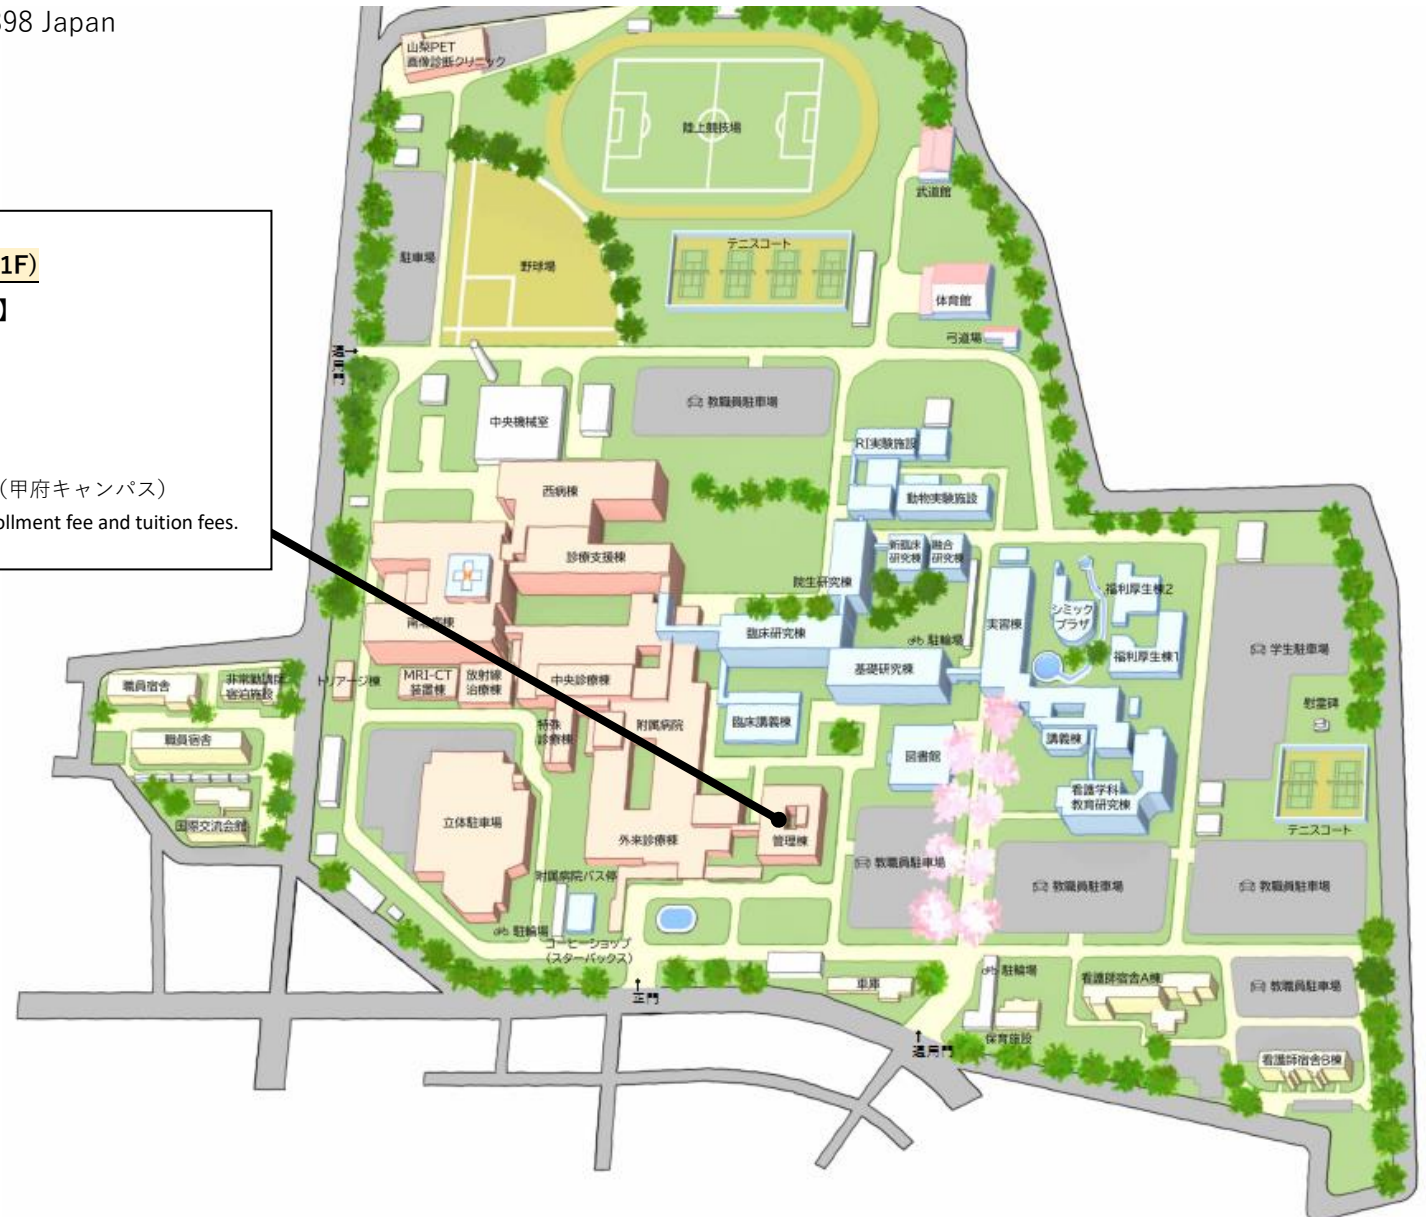 898 Japan
山梨PET
画像診断クリニック
陸上競技場
武道館
1F)
】
駐車場
野球場
テニスコート
体育館
弓道場
中央機械室
教職員駐車場
RI実験施設
西病棟
動物実験施設
(甲府キャンパス)
ollment fee and tuition fees.
診療支援棟
新臨床
研究棟
融合
研究棟
院生研究棟
福利厚生棟2
シミック
プラザ
実習棟
臨床研究棟
駐輪場
基礎研究棟
福利厚生棟1
学生駐車場
職員宿舎
非常勤講師
宿泊施設
トリアージ棟
MRI-CT
装置棟
放射線
治療棟
中央診療棟
慰霊碑
特殊
診療棟
附属病院
臨床講義棟
図書館
講義棟
職員宿舎
看護学科
教育研究棟
国際交流会館
立体駐車場
外来診療棟
管理棟
テニスコート
教職員駐車場
教職員駐車場
教職員駐車場
附属病院バス停
駐輪場
コーヒーショップ
(スターバックス)
正門
車庫
駐輪場
看護師宿舎A棟
教職員駐車場
保育施設
通用門
看護師宿舎B棟